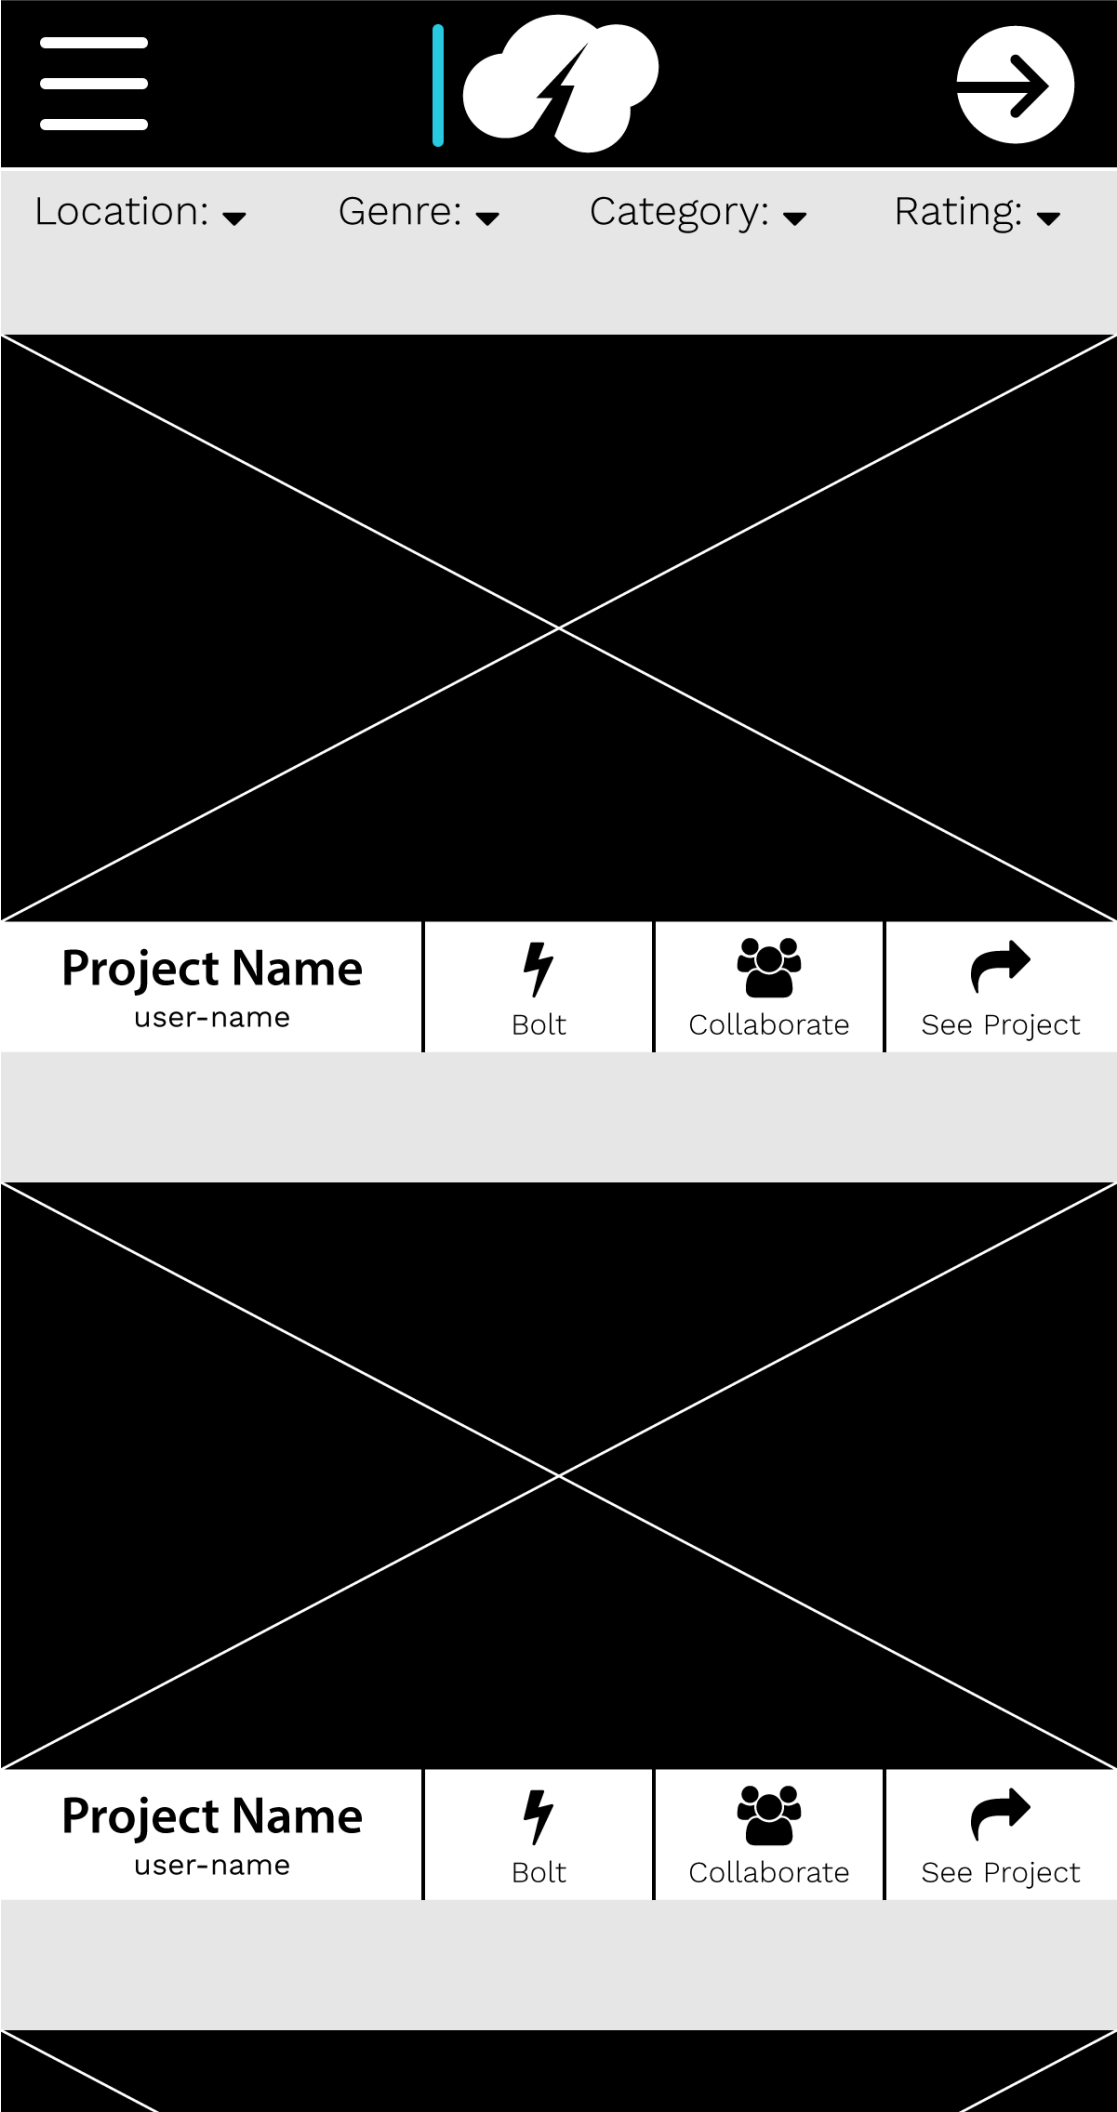 Location: Genre: Category: Rating:
Project Name
user-name
Bolt
Collaborate
See Project
Project Name
user-name
Bolt
Collaborate
See Project